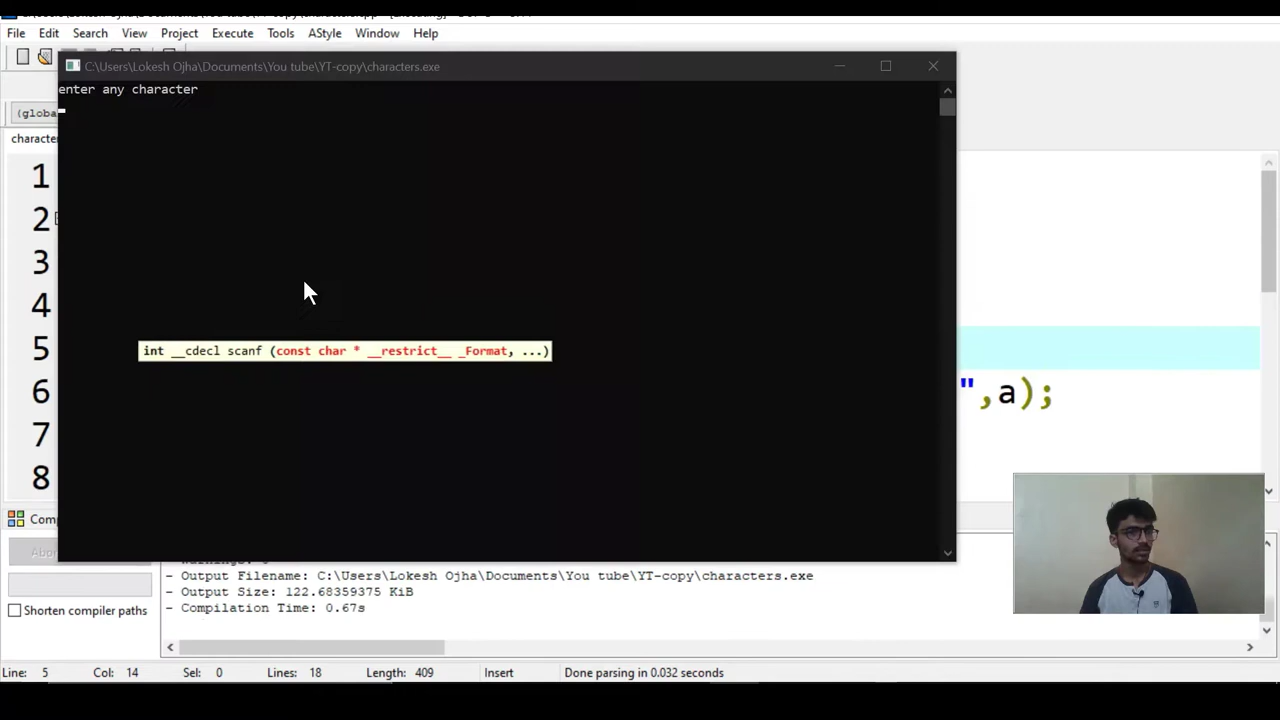 File Edit Search View Project Execute Tools AStyle Window Help
C:\Users\Lokesh Ojha\Documents\You tube\YT-copy\characters.exe
enter any character
(globa
character
1
2
3
4
int __cdecl scanf (const char * __restrict__ _Format, ...)
5
6 ",a);
7
8
Comp
Abor
- Output Filename: C:\Users\Lokesh Ojha\Documents\You tube\YT-copy\characters.exe
- Output Size: 122.68359375 KiB
- Compilation Time: 0.67s
Shorten compiler paths
Line: 5 Col: 14 Sel: 0 Lines: 18 Length: 409 Insert Done parsing in 0.032 seconds